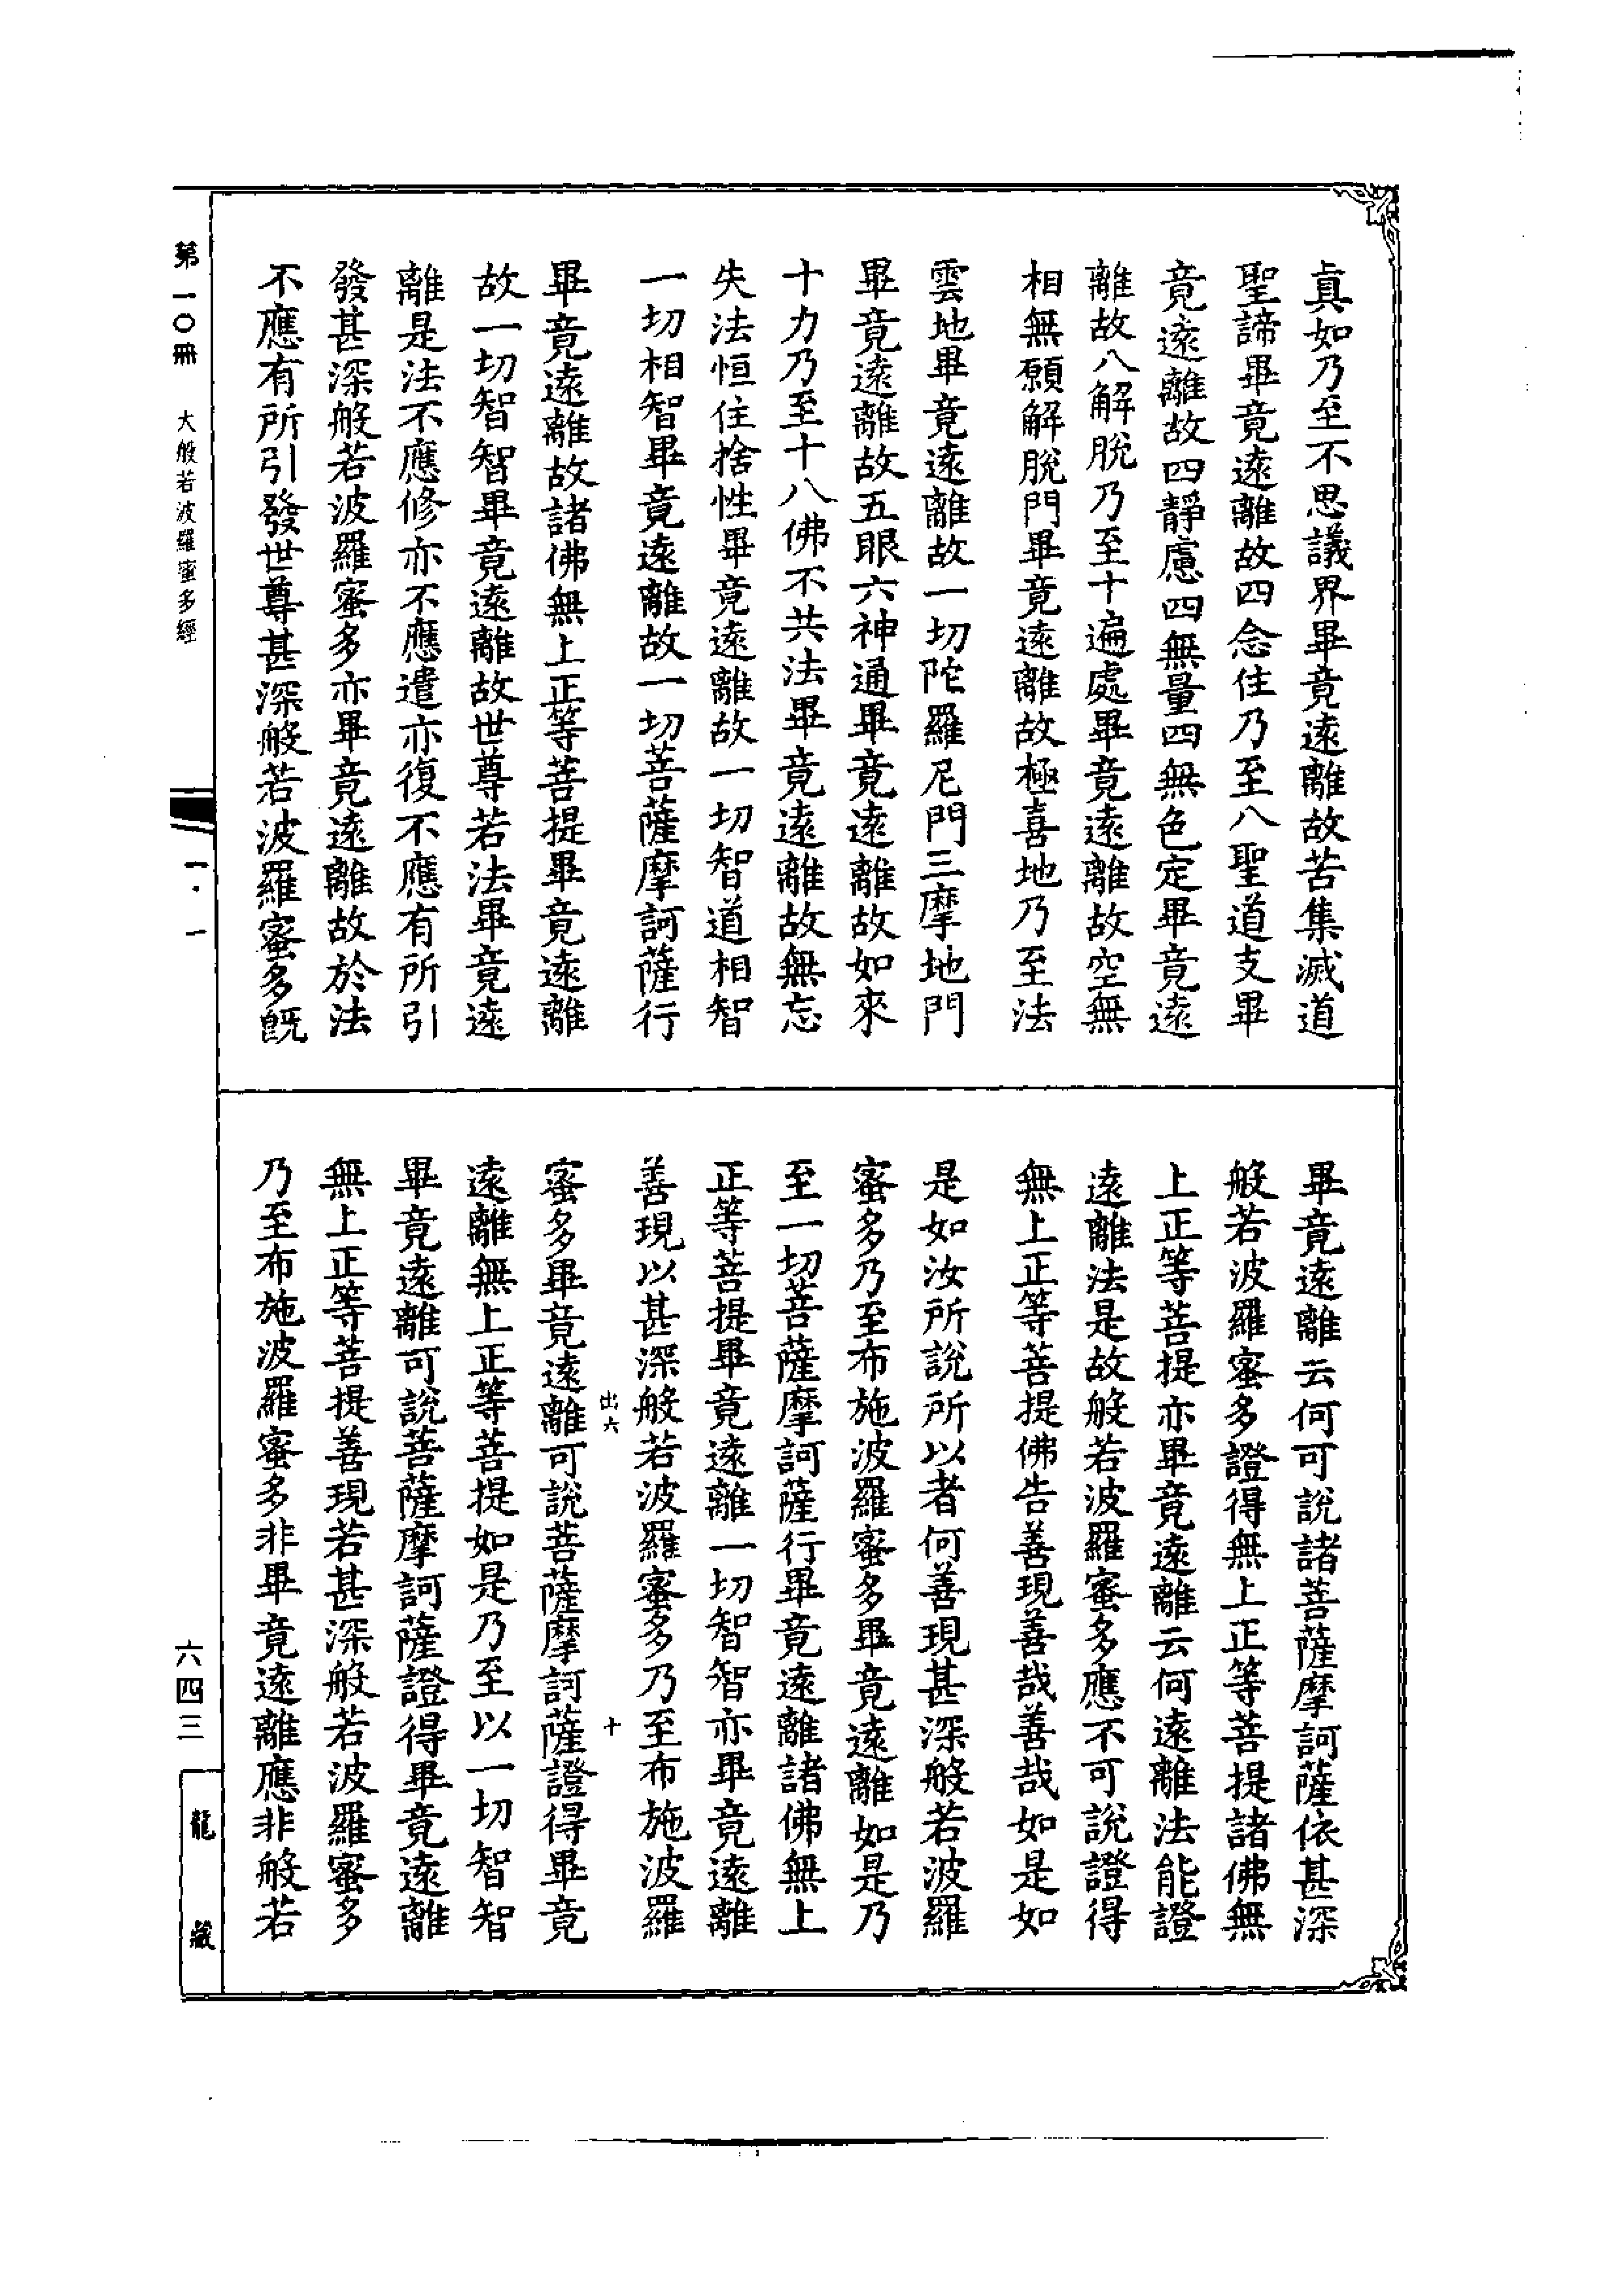 真如乃至不思議界畢竟遠離故苦集滅道
聖諦畢竟遠離故四念住乃至八聖道支畢
竟遠離故四靜慮四無量四無色定畢竟遠
離故八解脫乃至十遍處畢竟遠離故空無
相無願解脫門畢竟遠離故極喜地乃至法
雲地畢竟遠離故一切陀羅尼門三摩地門
畢竟遠離故五眼六神通畢竟遠離故如來
十力乃至十八佛不共法畢竟遠離故無忘
失法恒住捨性畢竟遠離故一切智道相智
一切相智畢竟遠離故一切菩薩摩訶薩行
畢竟遠離故諸佛無上正等菩提畢竟遠離
故一切智智畢竟遠離故世尊若法畢竟遠
離是法不應修亦不應遣亦復不應有所引
發甚深般若波羅蜜多亦畢竟遠離故於法
不應有所引發世尊甚深般若波羅蜜多既
畢竟遠離云何可說諸菩薩摩訶薩依甚深
般若波羅蜜多證得無上正等菩提諸佛無
上正等菩提亦畢竟遠離云何遠離法能證
遠離法是故般若波羅蜜多應不可說證得
無上正等菩提佛告善現善哉善哉如是如
是如汝所說所以者何善現甚深般若波羅
蜜多乃至布施波羅蜜多畢竟遠離如是乃
至一切菩薩摩訶薩行畢竟遠離諸佛無上
正等菩提畢竟遠離一切智智亦畢竟遠離
善現以甚深般若波羅蜜多乃至布施波羅
出六 十
蜜多畢竟遠離可說菩薩摩訶薩證得畢竟
遠離無上正等菩提如是乃至以一切智智
畢竟遠離可說菩薩摩訶薩證得畢竟遠離
無上正等菩提善現若甚深般若波羅蜜多
乃至布施波羅蜜多非畢竟遠離應非般若
第一〇冊 大般若波羅蜜多經 一·一 六四三 龍藏